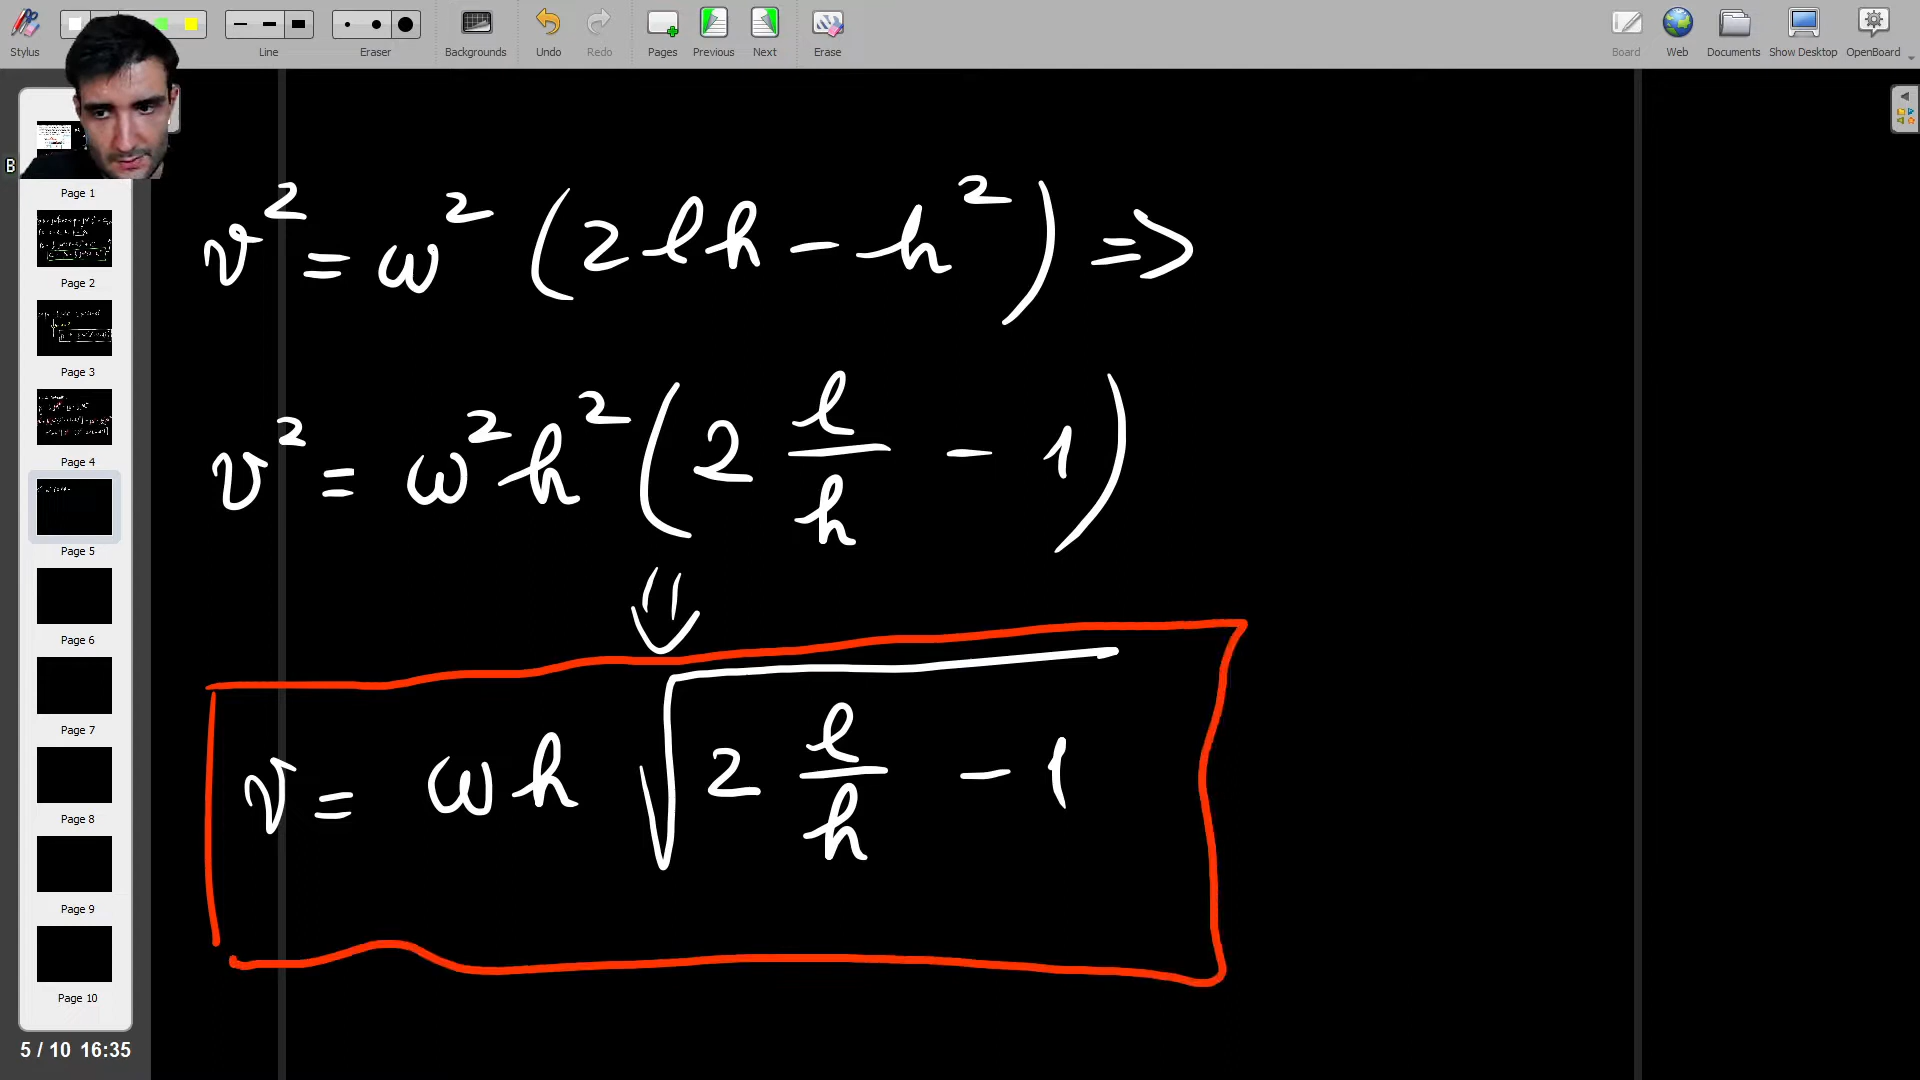 Stylus
Line
Eraser
Backgrounds
Undo
Redo
Pages
Previous
Next
Erase
Board
Web
Documents
Show Desktop
OpenBoard
B
Page 1
Page 2
Page 3
Page 4
Page 5
Page 6
Page 7
Page 8
Page 9
Page 10
5 / 10 16:35
v² = ω² (2ℓh - h²) =>
v² = ω²h² (2 ℓ/h - 1)
⇓
v = ωh √(2 ℓ/h - 1)